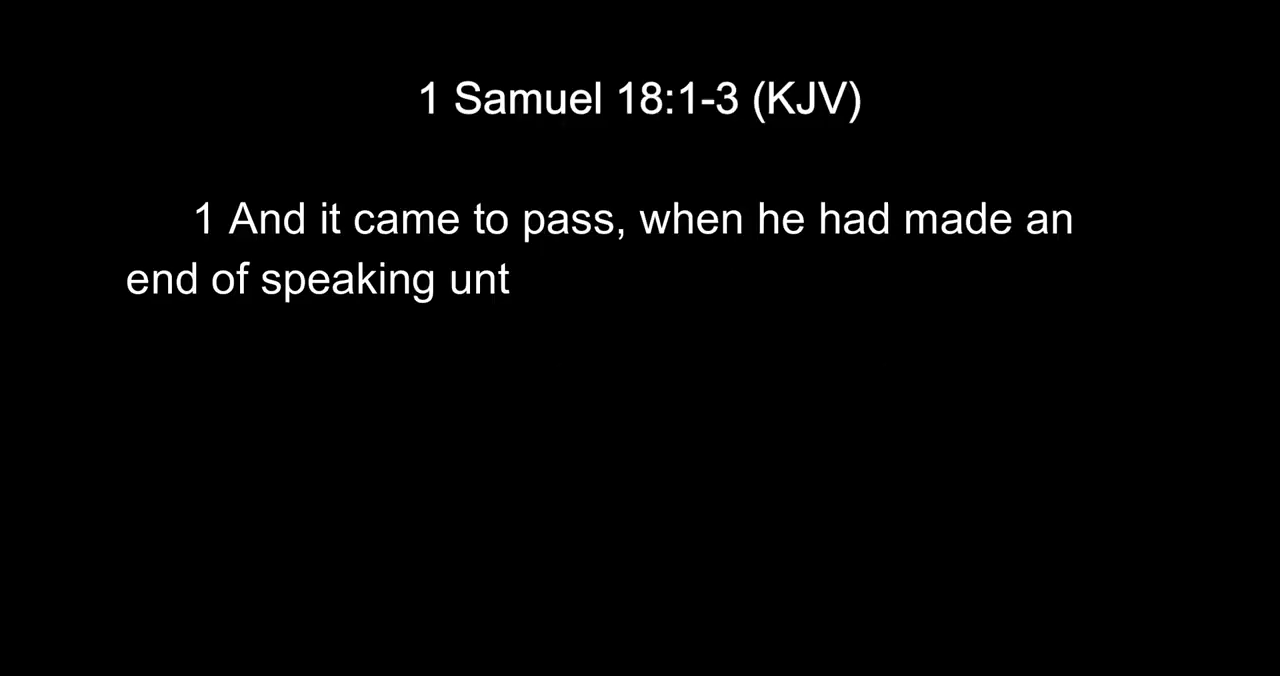 1 Samuel 18:1-3 (KJV)
1 And it came to pass, when he had made an
end of speaking unt